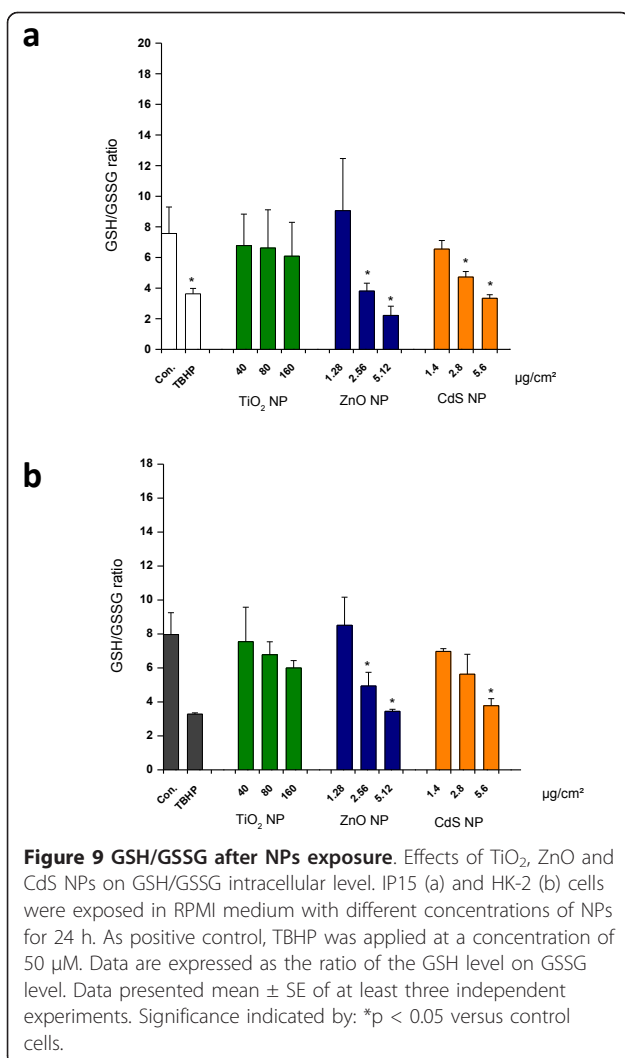 a
20
18
16
14
12
10
8
6
4
2
0
GSH/GSSG ratio
*
* *
* *
Con. TBHP 40 80 160 1.28 2.56 5.12 1.4 2.8 5.6 µg/cm²
TiO₂ NP ZnO NP CdS NP
b
18
16
14
12
10
8
6
4
2
0
GSH/GSSG ratio
* *
*
Con. TBHP 40 80 160 1.28 2.56 5.12 1.4 2.8 5.6 µg/cm²
TiO₂ NP ZnO NP CdS NP
Figure 9 GSH/GSSG after NPs exposure. Effects of TiO₂, ZnO and
CdS NPs on GSH/GSSG intracellular level. IP15 (a) and HK-2 (b) cells
were exposed in RPMI medium with different concentrations of NPs
for 24 h. As positive control, TBHP was applied at a concentration of
50 µM. Data are expressed as the ratio of the GSH level on GSSG
level. Data presented mean ± SE of at least three independent
experiments. Significance indicated by: *p < 0.05 versus control
cells.